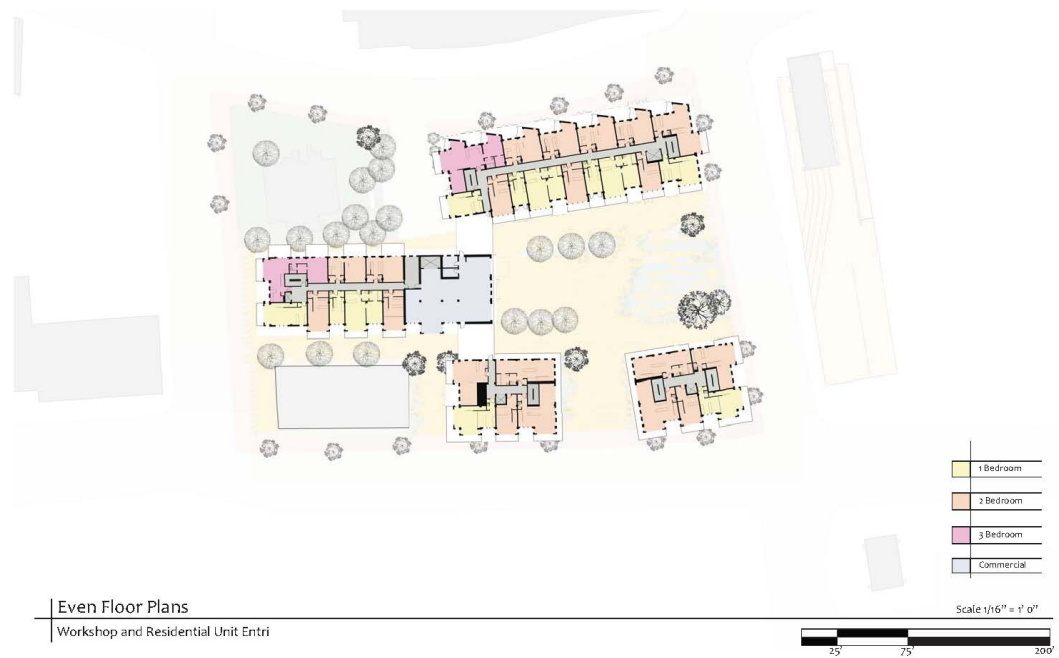 1 Bedroom
2 Bedroom
3 Bedroom
Commercial
Even Floor Plans
Workshop and Residential Unit Entri
Scale 1/16" = 1' 0"
25' 75' 200'